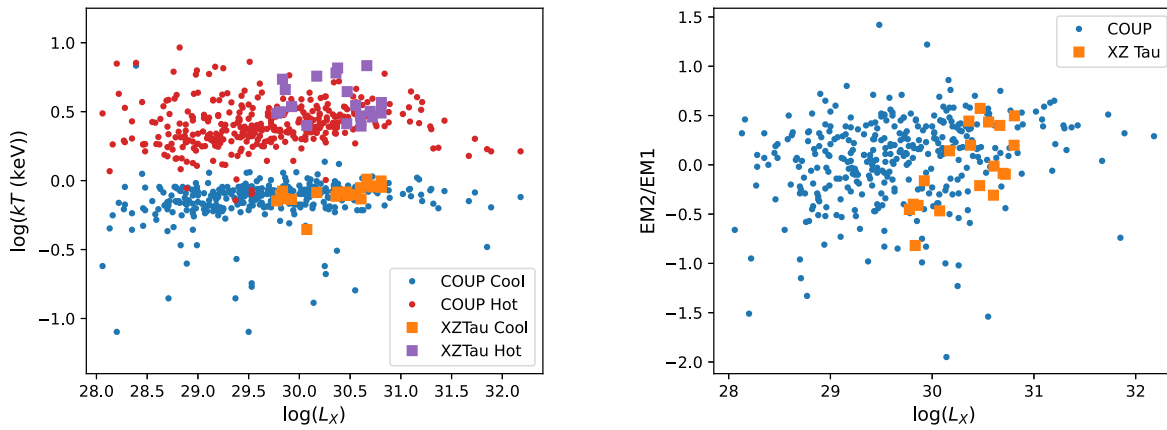 1.0
0.5
0.0
−0.5
−1.0
log(kT (keV))
28.0 28.5 29.0 29.5 30.0 30.5 31.0 31.5 32.0
log(L_X)
COUP Cool
COUP Hot
XZTau Cool
XZTau Hot
1.5
1.0
0.5
0.0
−0.5
−1.0
−1.5
−2.0
EM2/EM1
28 29 30 31 32
log(L_X)
COUP
XZ Tau